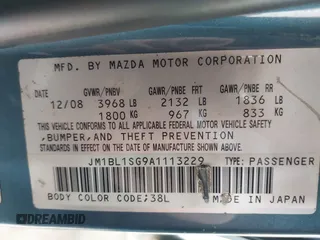 MFD. BY MAZDA MOTOR CORPORATION
DATE GVWR/PNBV GAWR/PNBE FRT GAWR/PNBE RR
12/08 3968 LB 2132 LB 1836 LB
1800 KG 967 KG 833 KG
THIS VEHICLE CONFORMS TO ALL APPLICABLE FEDERAL MOTOR VEHICLE SAFETY,
BUMPER, AND THEFT PREVENTION
STANDARDS IN EFFECT ON THE DATE OF MANUFACTURE SHOWN ABOVE.
JM1BL1SG9A1113229 TYPE: PASSENGER
BODY COLOR CODE; 38L MADE IN JAPAN
DREAMBID